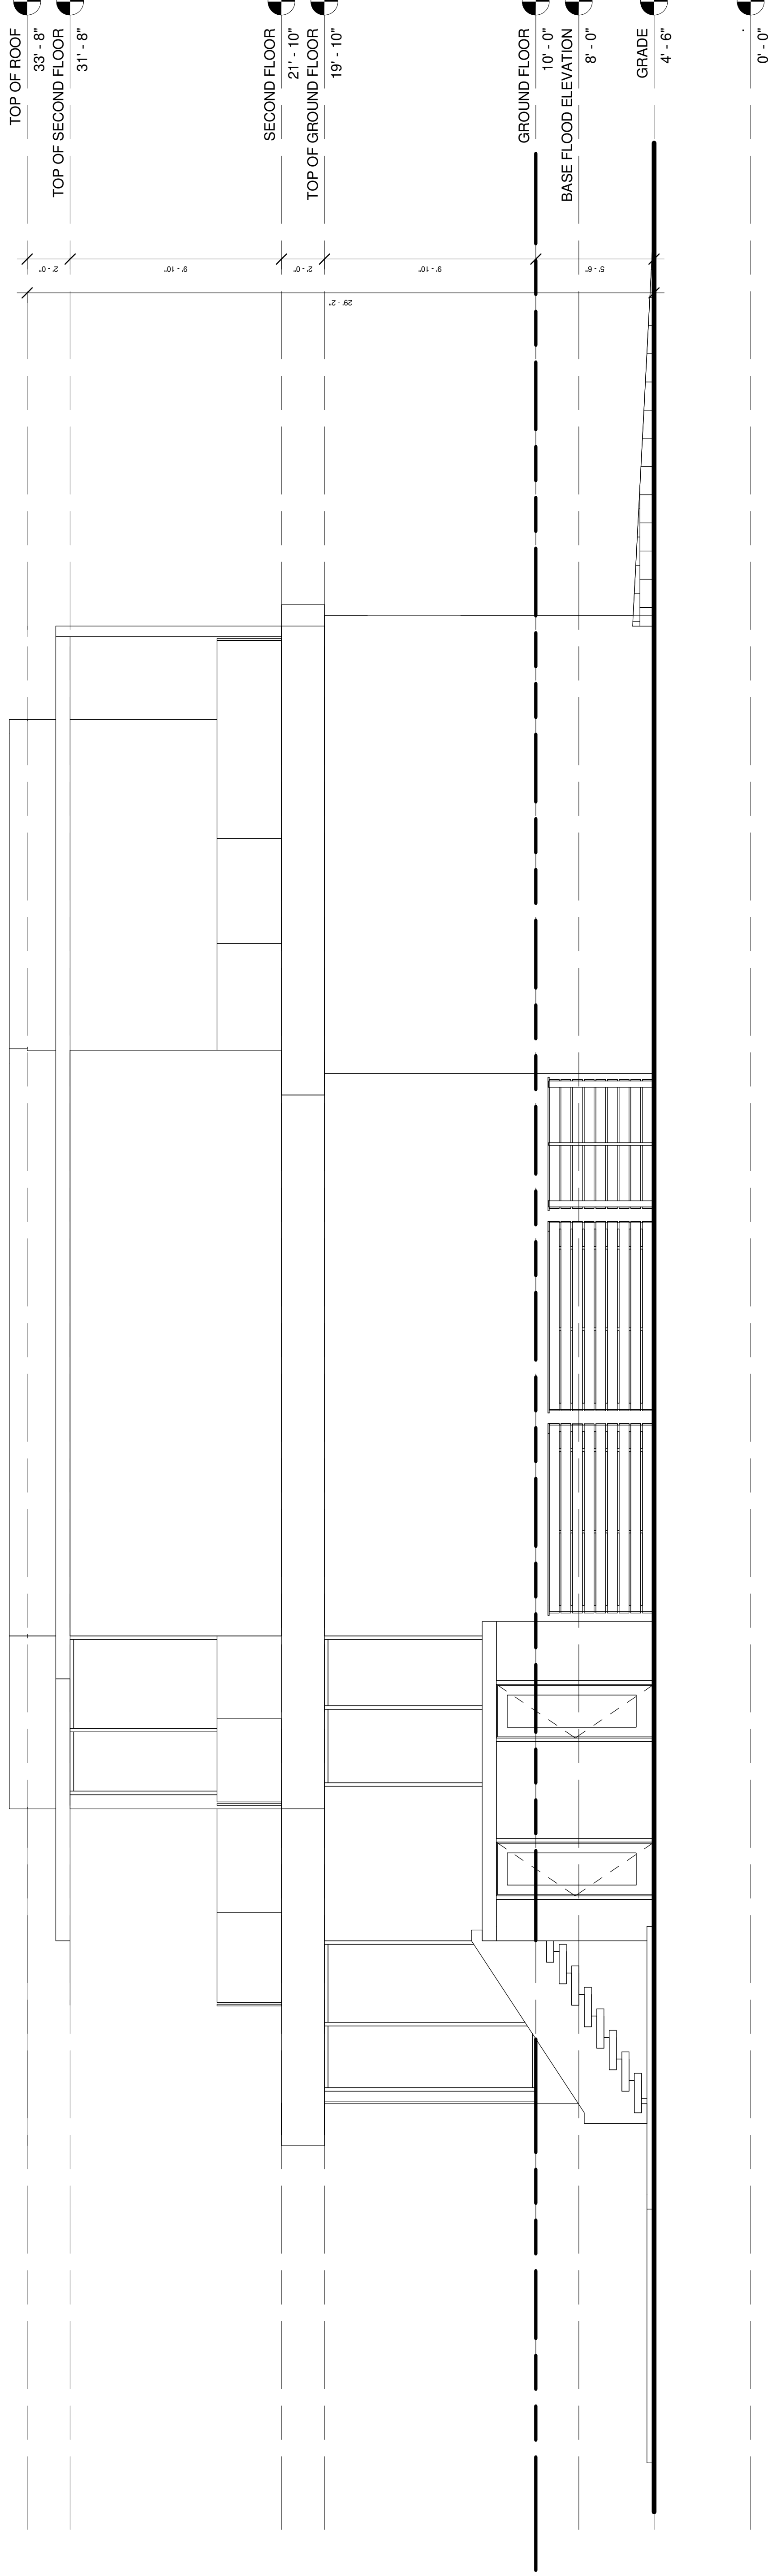 TOP OF ROOF
33' - 8"
TOP OF SECOND FLOOR
31' - 8"
SECOND FLOOR
21' - 10"
TOP OF GROUND FLOOR
19' - 10"
GROUND FLOOR
10' - 0"
BASE FLOOD ELEVATION
8' - 0"
GRADE
4' - 6"
.
0' - 0"
2' - 0"
9' - 10"
2' - 0"
9' - 10"
5' - 6"
29' - 2"